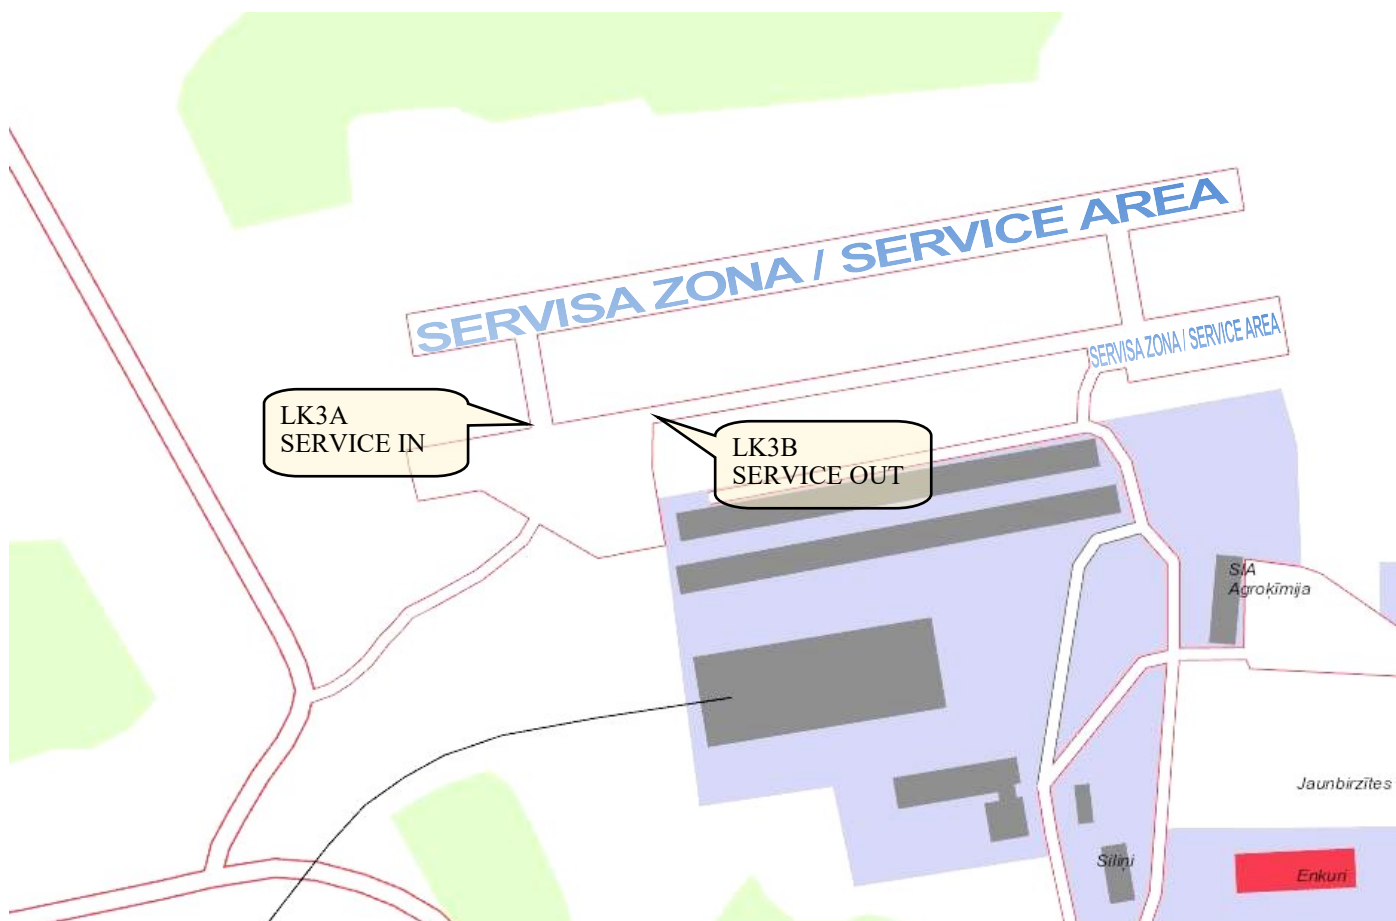 SERVISA ZONA / SERVICE AREA
SERVISA ZONA / SERVICE AREA
LK3A
SERVICE IN
LK3B
SERVICE OUT
SIA
Agroķīmija
Jaunbirzītes
Siliņi
Enkuri